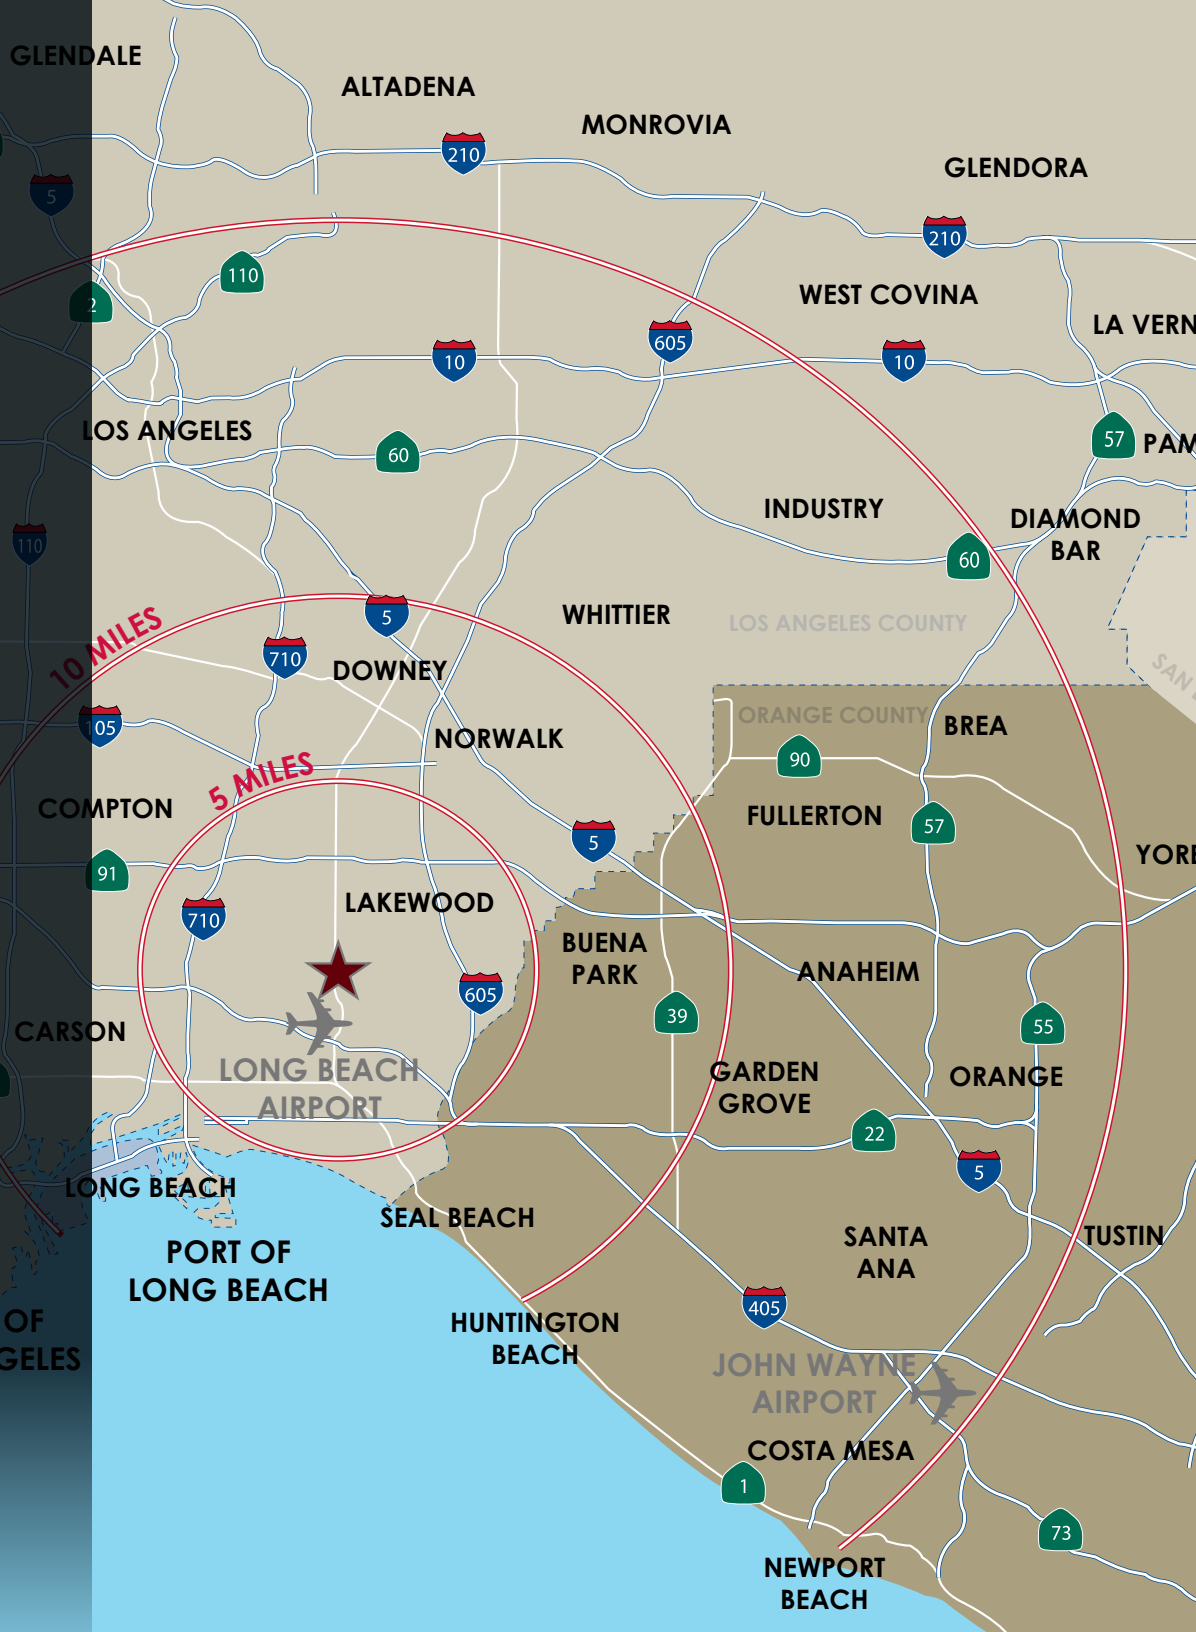 GLENDALE
ALTADENA
MONROVIA
210
GLENDORA
5
210
110
2
WEST COVINA
LA VERN
605
10
10
LOS ANGELES
60
57
PAM
INDUSTRY
DIAMOND
BAR
110
60
5
WHITTIER
LOS ANGELES COUNTY
10 MILES
710
DOWNEY
SAN
ORANGE COUNTY
BREA
105
NORWALK
90
5 MILES
COMPTON
FULLERTON
57
5
YORB
91
LAKEWOOD
710
BUENA
PARK
ANAHEIM
605
39
55
CARSON
LONG BEACH
AIRPORT
GARDEN
GROVE
ORANGE
22
5
LONG BEACH
SEAL BEACH
SANTA
ANA
TUSTIN
PORT OF
LONG BEACH
405
OF
GELES
HUNTINGTON
BEACH
JOHN WAYNE
AIRPORT
COSTA MESA
1
73
NEWPORT
BEACH